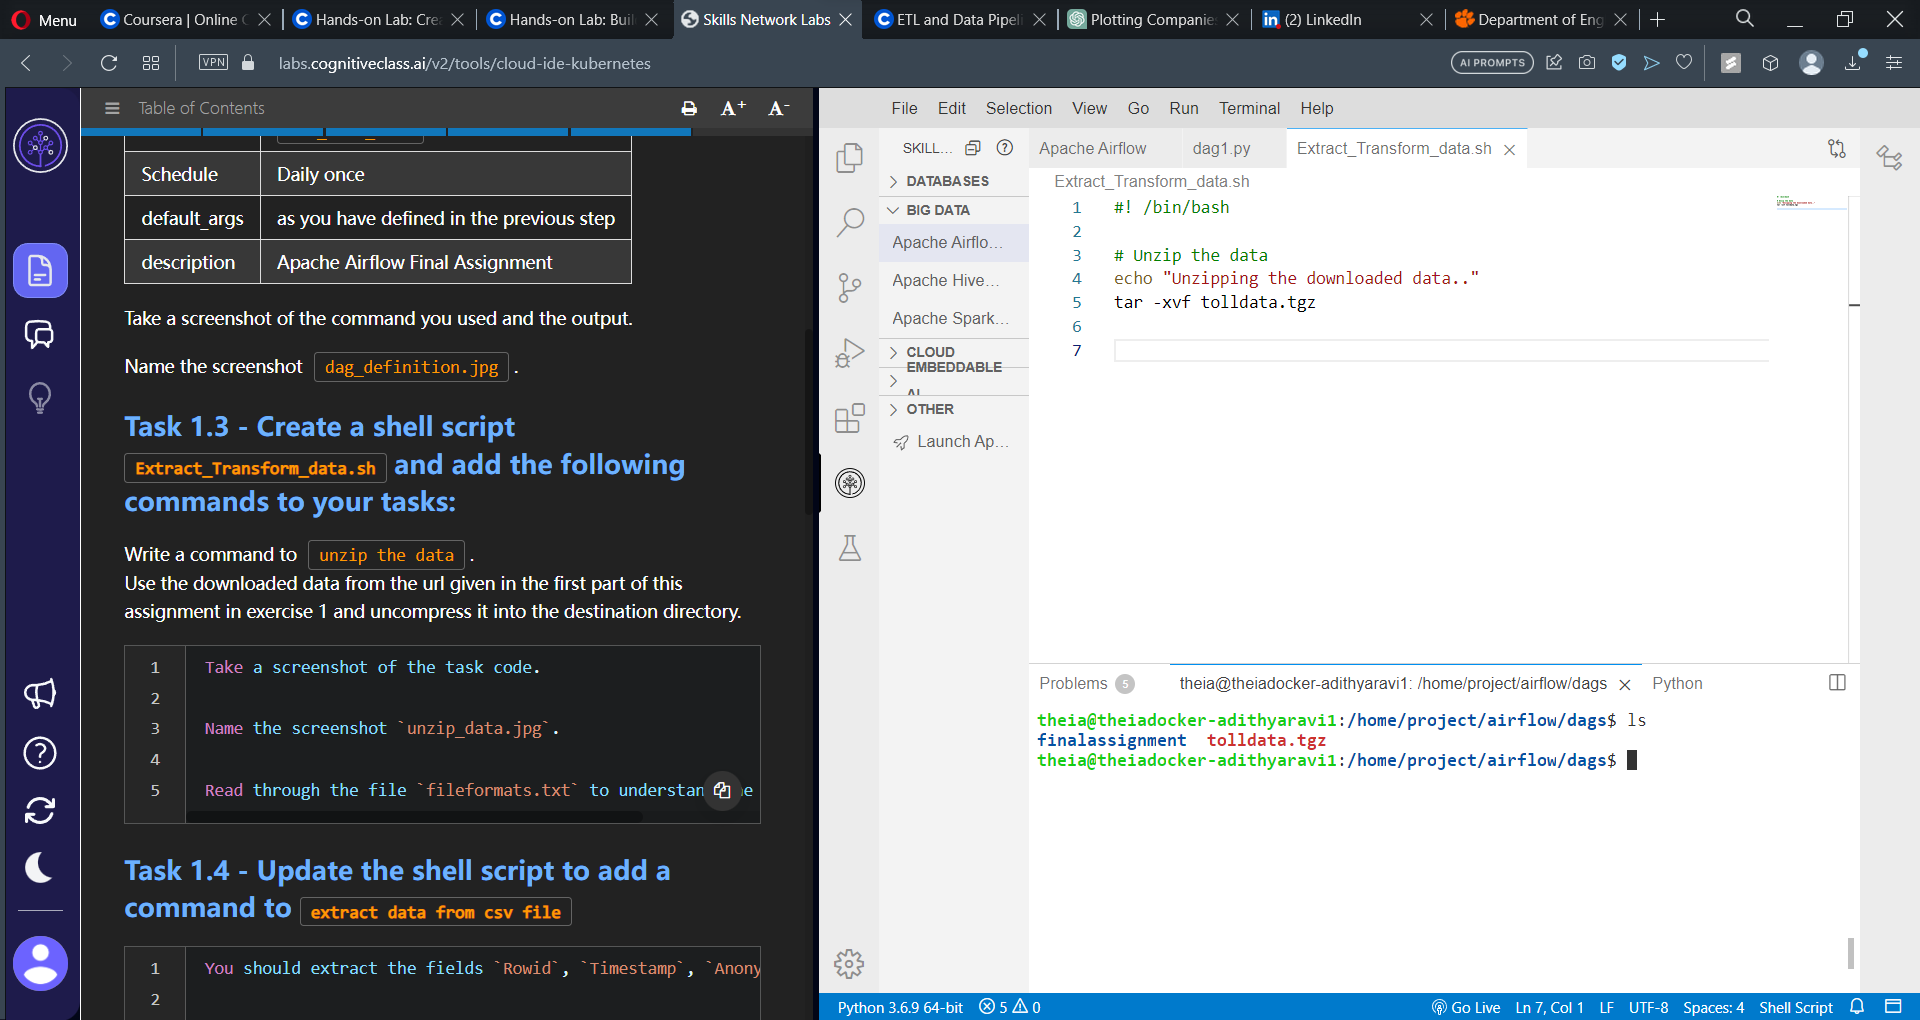 Menu
Coursera | Online C
Hands-on Lab: Crea
Hands-on Lab: Buil
Skills Network Labs
ETL and Data Pipeli
Plotting Companies
(2) LinkedIn
Department of Eng
VPN
labs.cognitiveclass.ai/v2/tools/cloud-ide-kubernetes
AI PROMPTS
Table of Contents
A+
A-
Schedule Daily once
default_args as you have defined in the previous step
description Apache Airflow Final Assignment
Take a screenshot of the command you used and the output.
Name the screenshot dag_definition.jpg .
Task 1.3 - Create a shell script
Extract_Transform_data.sh and add the following
commands to your tasks:
Write a command to unzip the data .
Use the downloaded data from the url given in the first part of this
assignment in exercise 1 and uncompress it into the destination directory.
1 Take a screenshot of the task code.
2
3 Name the screenshot `unzip_data.jpg`.
4
5 Read through the file `fileformats.txt` to understan e
Task 1.4 - Update the shell script to add a
command to extract data from csv file
1 You should extract the fields `Rowid`, `Timestamp`, `Anony
2
File Edit Selection View Go Run Terminal Help
SKILL...
DATABASES
BIG DATA
Apache Airflo...
Apache Hive...
Apache Spark...
CLOUD
EMBEDDABLE
AI
OTHER
Launch Ap...
Apache Airflow
dag1.py
Extract_Transform_data.sh
Extract_Transform_data.sh
1 #! /bin/bash
2
3 # Unzip the data
4 echo "Unzipping the downloaded data.."
5 tar -xvf tolldata.tgz
6
7
Problems 5
theia@theiadocker-adithyaravi1: /home/project/airflow/dags
Python
theia@theiadocker-adithyaravi1:/home/project/airflow/dags$ ls
finalassignment tolldata.tgz
theia@theiadocker-adithyaravi1:/home/project/airflow/dags$
Python 3.6.9 64-bit 5 0
Go Live Ln 7, Col 1 LF UTF-8 Spaces: 4 Shell Script